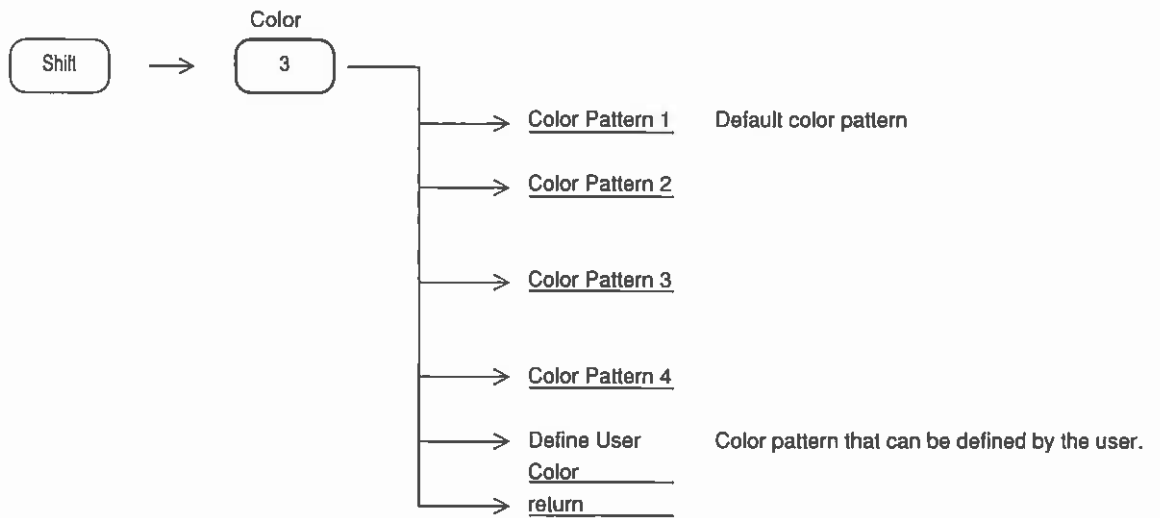 Color
Shift
3
Color Pattern 1 Default color pattern
Color Pattern 2
Color Pattern 3
Color Pattern 4
Define User Color pattern that can be defined by the user.
Color
return